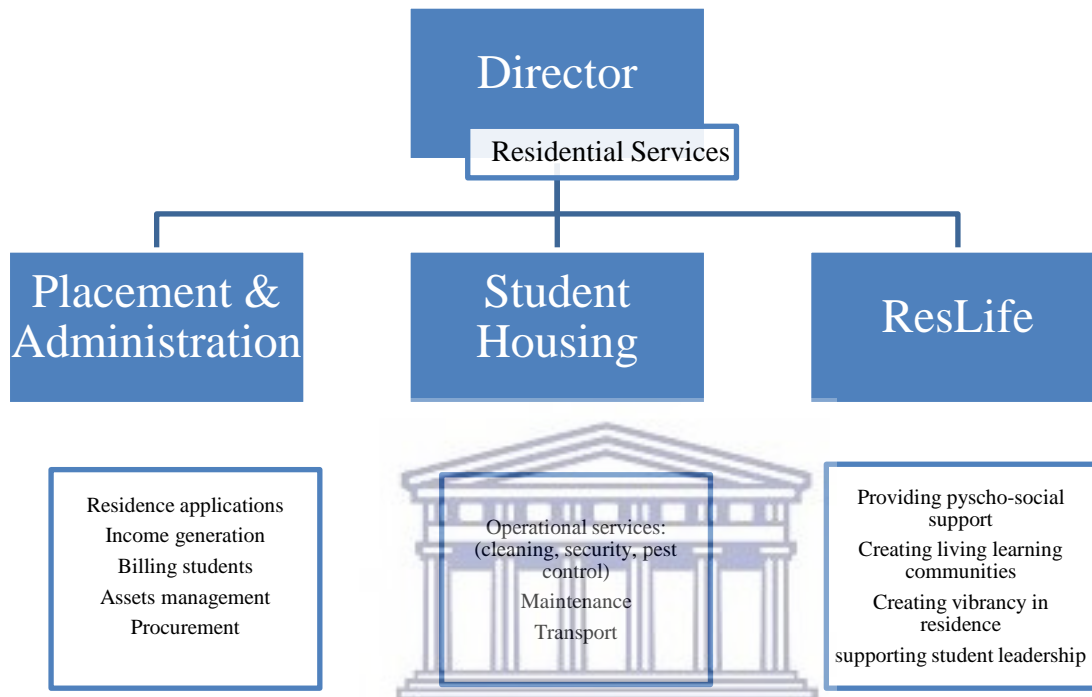 Director
Residential Services
Placement &
Administration
Student
Housing
ResLife
Residence applications
Income generation
Billing students
Assets management
Procurement
Operational services:
(cleaning, security, pest
control)
Maintenance
Transport
Providing pyscho-social
support
Creating living learning
communities
Creating vibrancy in
residence
supporting student leadership